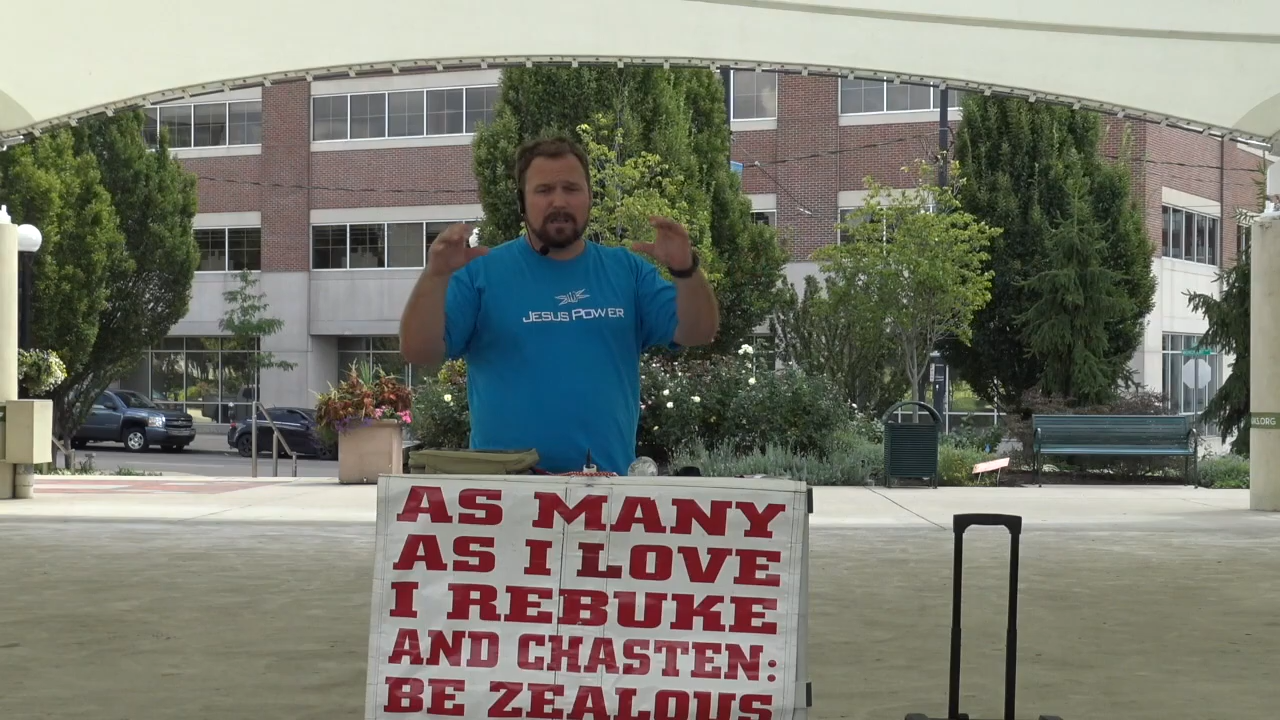 JESUS POWER
AS MANY
AS I LOVE
I REBUKE
AND CHASTEN:
BE ZEALOUS